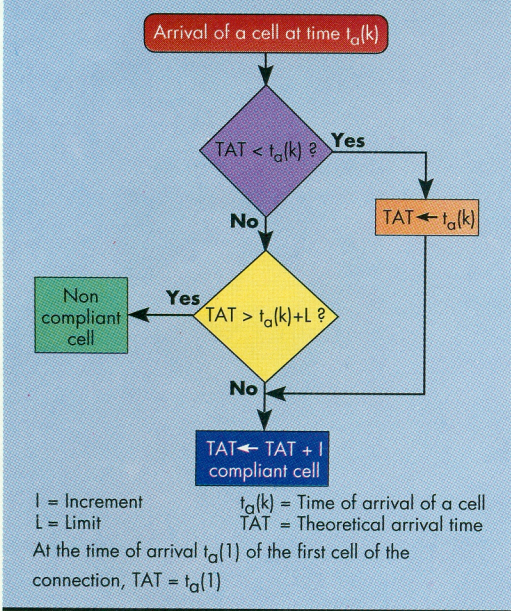 Arrival of a cell at time ta(k)
TAT < ta(k) ?
Yes
TAT ← ta(k)
No
TAT > ta(k)+L ?
Yes
Non
compliant
cell
No
TAT ← TAT + I
compliant cell
I = Increment
L = Limit
ta(k) = Time of arrival of a cell
TAT = Theoretical arrival time
At the time of arrival ta(1) of the first cell of the
connection, TAT = ta(1)